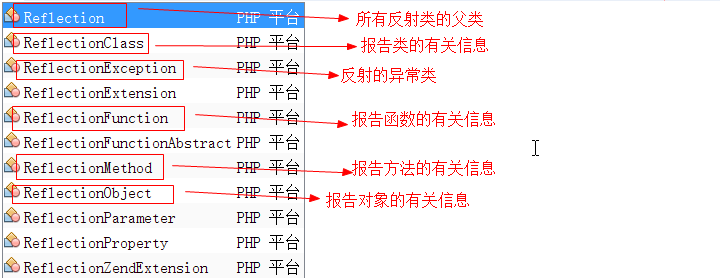 Reflection PHP 平台 所有反射类的父类
ReflectionClass PHP 平台 报告类的有关信息
ReflectionException PHP 平台 反射的异常类
ReflectionExtension PHP 平台
ReflectionFunction PHP 平台 报告函数的有关信息
ReflectionFunctionAbstract PHP 平台
ReflectionMethod PHP 平台 报告方法的有关信息
ReflectionObject PHP 平台 报告对象的有关信息
ReflectionParameter PHP 平台
ReflectionProperty PHP 平台
ReflectionZendExtension PHP 平台